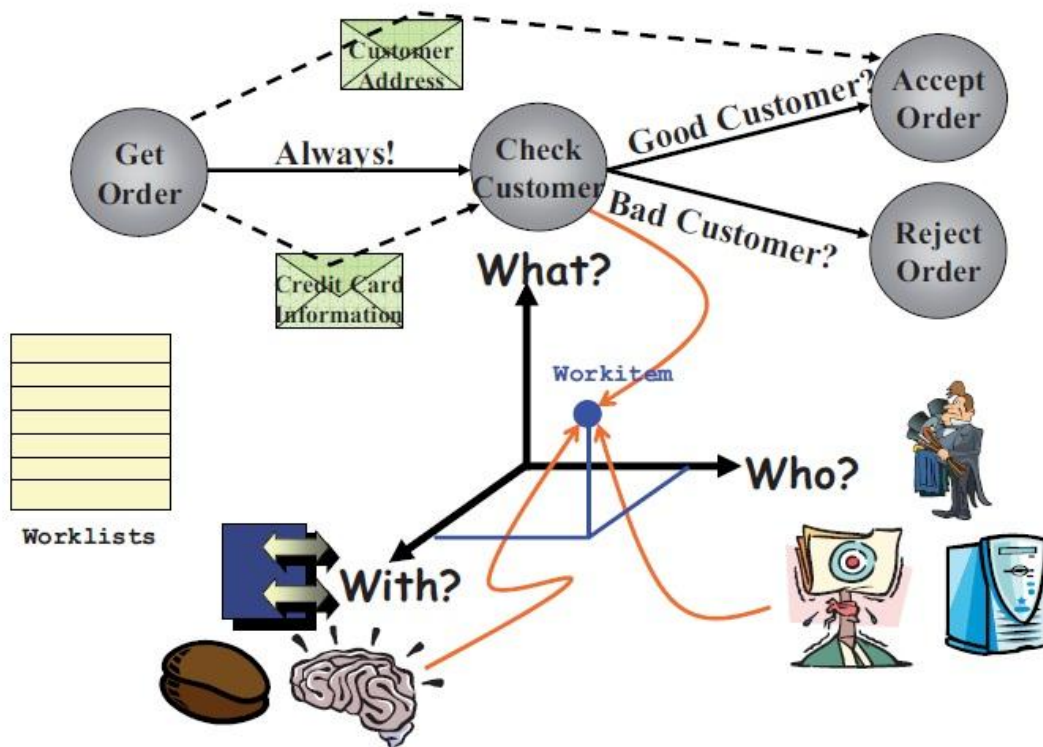 Customer
Address
Accept
Order
Good Customer?
Get
Order
Always!
Check
Customer
Bad Customer?
Reject
Order
Credit Card
Information
What?
Workitem
Who?
Worklists
With?